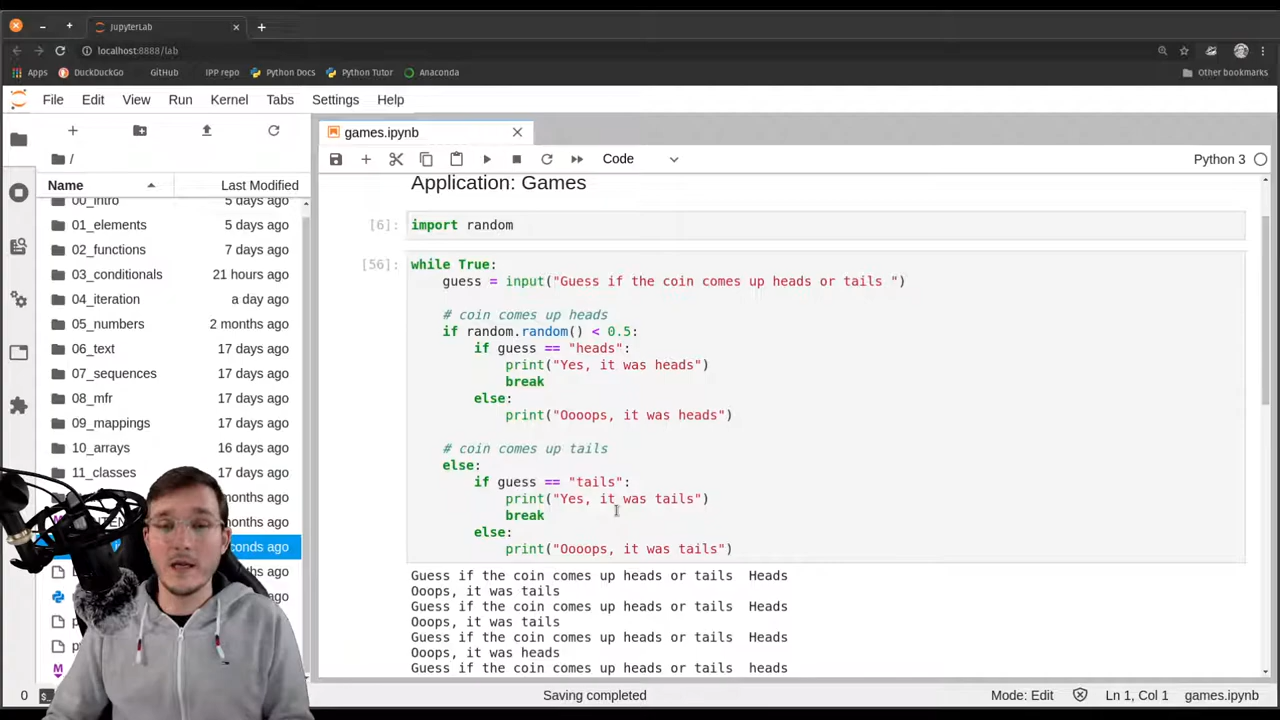 JupyterLab
localhost:8888/lab
Apps DuckDuckGo GitHub IPP repo Python Docs Python Tutor Anaconda Other bookmarks
File Edit View Run Kernel Tabs Settings Help
games.ipynb
/
Code
Python 3
Name Last Modified
00_intro 5 days ago
01_elements 5 days ago
02_functions 7 days ago
03_conditionals 21 hours ago
04_iteration a day ago
05_numbers 2 months ago
06_text 17 days ago
07_sequences 17 days ago
08_mfr 17 days ago
09_mappings 17 days ago
10_arrays 16 days ago
11_classes 17 days ago
ago
ago
ago
ago
ago
ago
ago
Application: Games
[6]: import random
[56]: while True:
guess = input("Guess if the coin comes up heads or tails ")
# coin comes up heads
if random.random() < 0.5:
if guess == "heads":
print("Yes, it was heads")
break
else:
print("Oooops, it was heads")
# coin comes up tails
else:
if guess == "tails":
print("Yes, it was tails")
break
else:
print("Oooops, it was tails")
Guess if the coin comes up heads or tails Heads
Ooops, it was tails
Guess if the coin comes up heads or tails Heads
Ooops, it was tails
Guess if the coin comes up heads or tails Heads
Ooops, it was heads
Guess if the coin comes up heads or tails heads
0
Saving completed
Mode: Edit
Ln 1, Col 1
games.ipynb